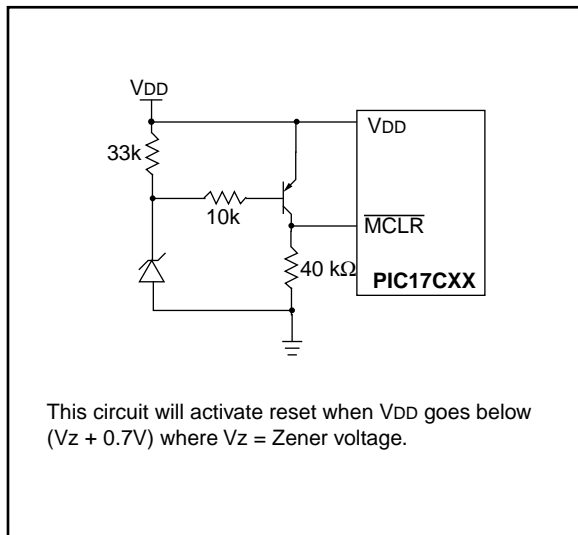 VDD
33k
VDD
10k
MCLR
40 kΩ
PIC17CXX
This circuit will activate reset when VDD goes below
(Vz + 0.7V) where Vz = Zener voltage.